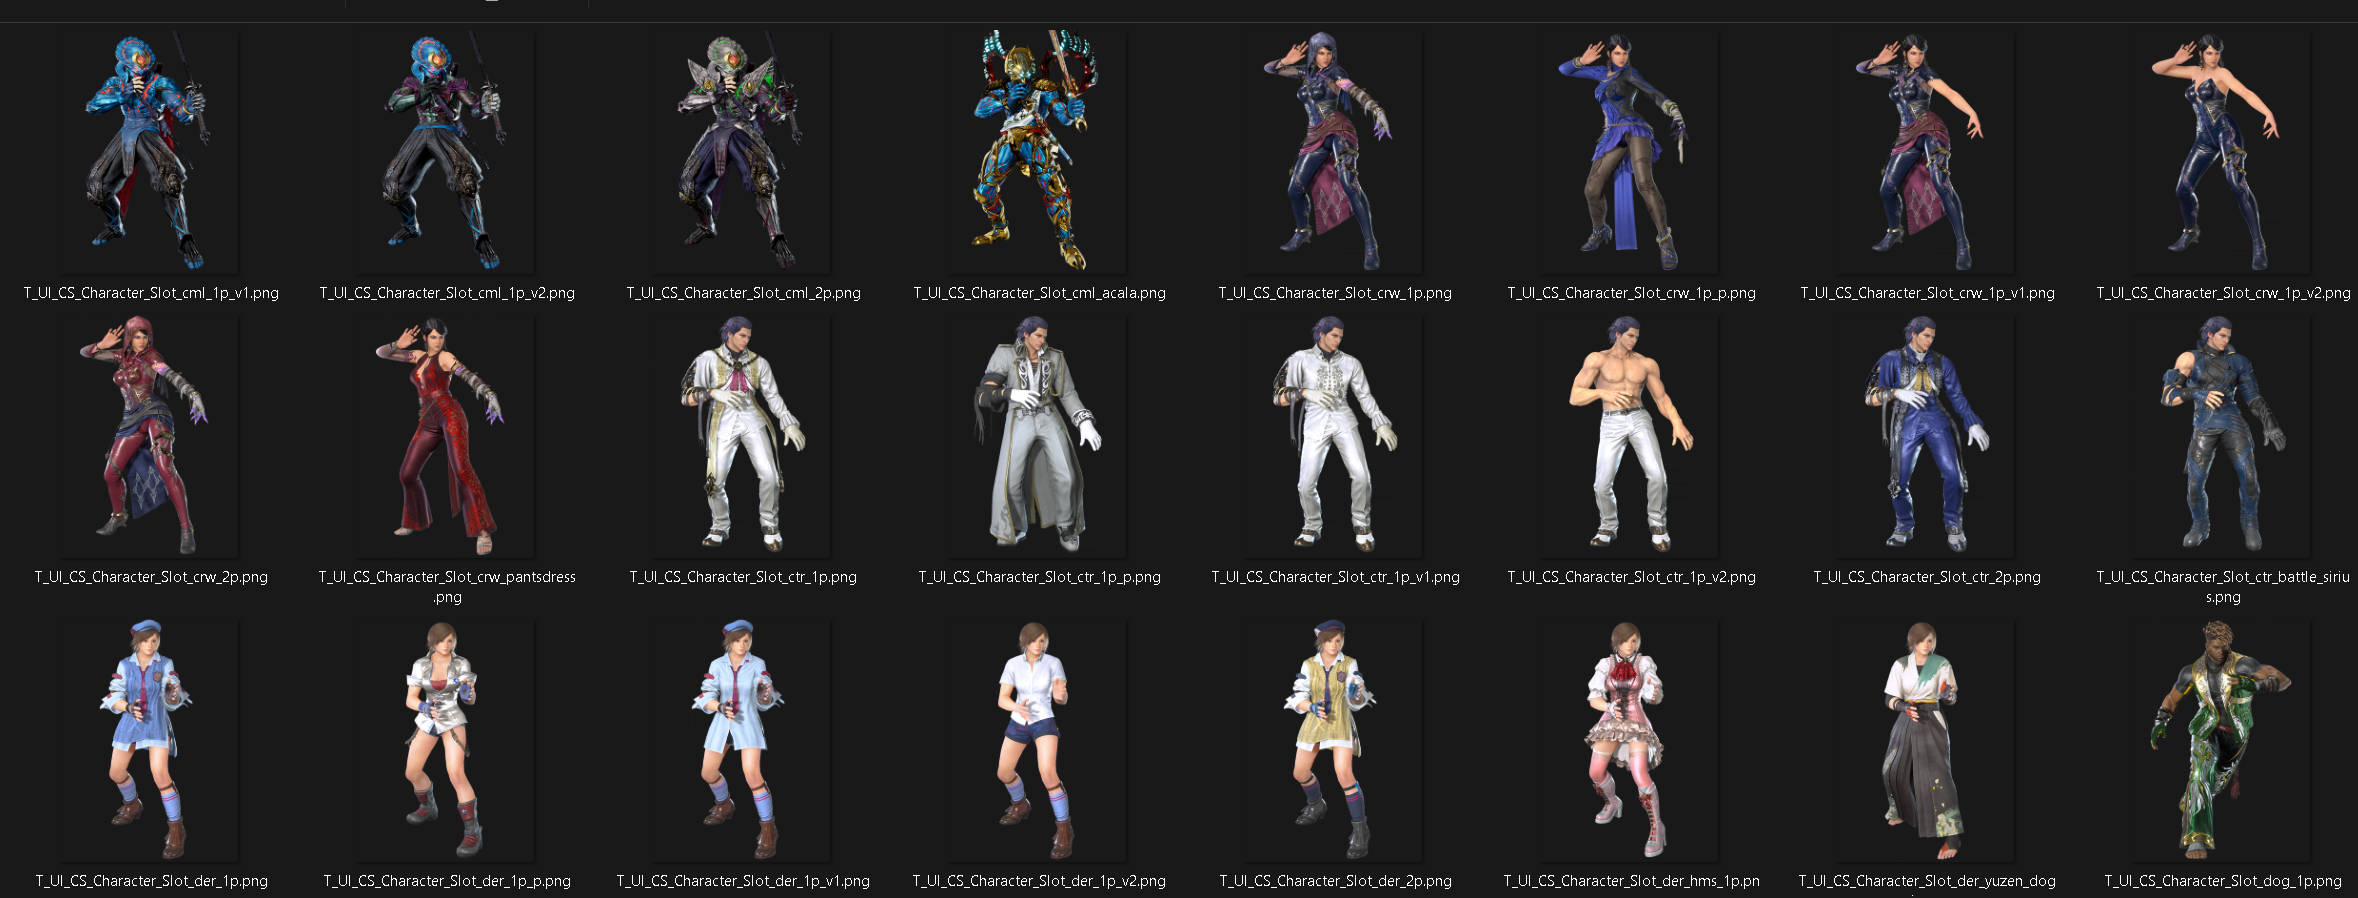 T_UI_CS_Character_Slot_cml_1p_v1.png
T_UI_CS_Character_Slot_cml_1p_v2.png
T_UI_CS_Character_Slot_cml_2p.png
T_UI_CS_Character_Slot_cml_acala.png
T_UI_CS_Character_Slot_crw_1p.png
T_UI_CS_Character_Slot_crw_1p_p.png
T_UI_CS_Character_Slot_crw_1p_v1.png
T_UI_CS_Character_Slot_crw_1p_v2.png
T_UI_CS_Character_Slot_crw_2p.png
T_UI_CS_Character_Slot_crw_pantsdress
.png
T_UI_CS_Character_Slot_ctr_1p.png
T_UI_CS_Character_Slot_ctr_1p_p.png
T_UI_CS_Character_Slot_ctr_1p_v1.png
T_UI_CS_Character_Slot_ctr_1p_v2.png
T_UI_CS_Character_Slot_ctr_2p.png
T_UI_CS_Character_Slot_ctr_battle_siriu
s.png
T_UI_CS_Character_Slot_der_1p.png
T_UI_CS_Character_Slot_der_1p_p.png
T_UI_CS_Character_Slot_der_1p_v1.png
T_UI_CS_Character_Slot_der_1p_v2.png
T_UI_CS_Character_Slot_der_2p.png
T_UI_CS_Character_Slot_der_hms_1p.pn
T_UI_CS_Character_Slot_der_yuzen_dog
T_UI_CS_Character_Slot_dog_1p.png